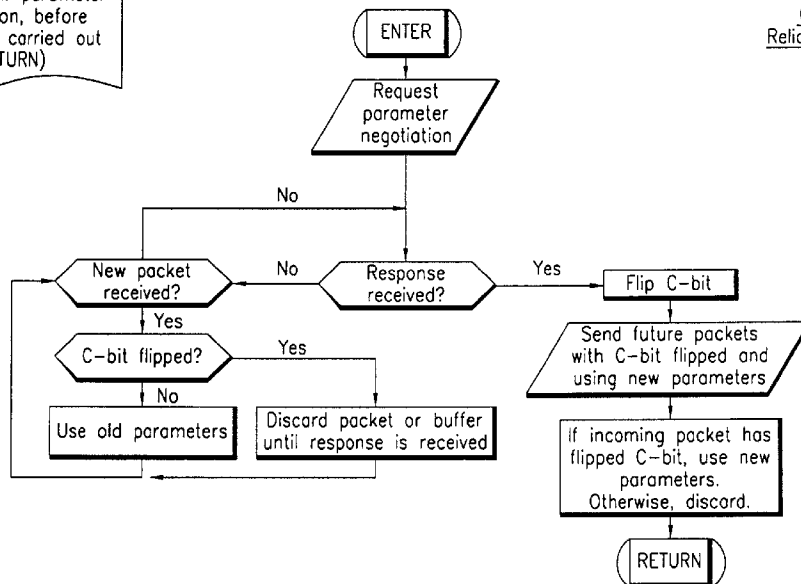 parameter
on, before
carried out
TURN)
ENTER
Relia
Request
parameter
negotiation
No
New packet
received?
No
Response
received?
Yes
Flip C-bit
Yes
C-bit flipped?
Yes
Send future packets
with C-bit flipped and
using new parameters
No
Use old parameters
Discard packet or buffer
until response is received
If incoming packet has
flipped C-bit, use new
parameters.
Otherwise, discard.
RETURN